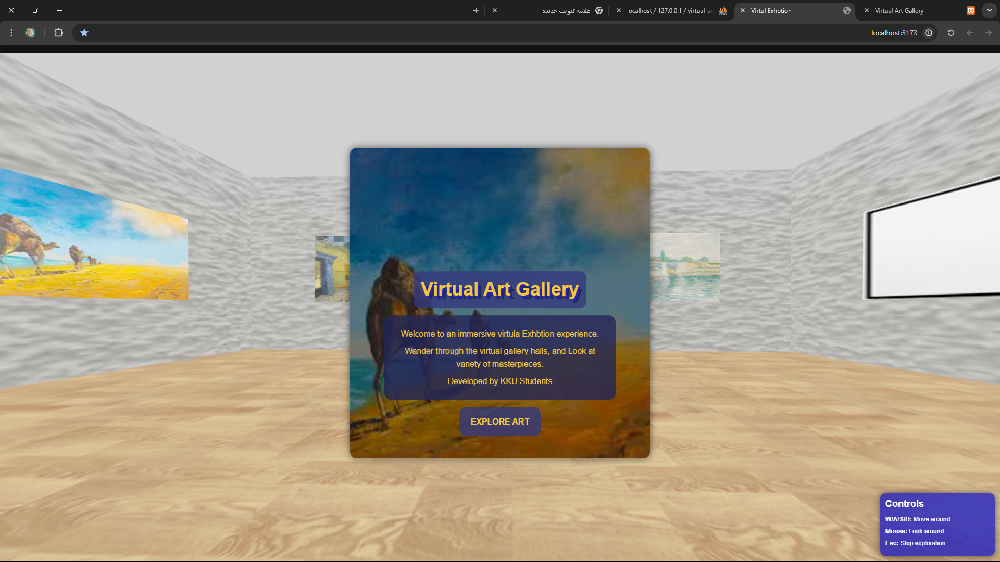 علامة تبويب جديدة
localhost / 127.0.0.1 / virtual_ar
Virtul Exhbtion
Virtual Art Gallery
localhost:5173
Virtual Art Gallery
Welcome to an immersive virtula Exhbtion experience.
Wander through the virtual gallery halls, and Look at
variety of masterpieces.
Developed by KKU Students
EXPLORE ART
Controls
W/A/S/D: Move around
Mouse: Look around
Esc: Stop exploration